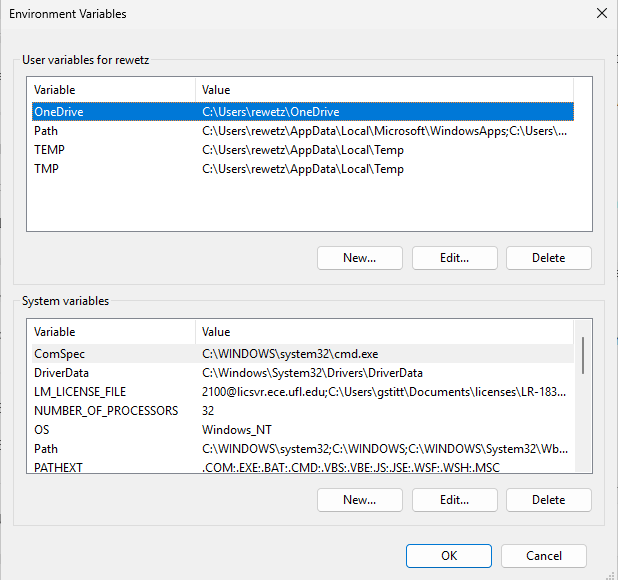 Environment Variables
User variables for rewetz
Variable Value
OneDrive C:\Users\rewetz\OneDrive
Path C:\Users\rewetz\AppData\Local\Microsoft\WindowsApps;C:\Users\...
TEMP C:\Users\rewetz\AppData\Local\Temp
TMP C:\Users\rewetz\AppData\Local\Temp
New... Edit... Delete
System variables
Variable Value
ComSpec C:\WINDOWS\system32\cmd.exe
DriverData C:\Windows\System32\Drivers\DriverData
LM_LICENSE_FILE 2100@licsvr.ece.ufl.edu;C:\Users\gstitt\Documents\licenses\LR-183...
NUMBER_OF_PROCESSORS 32
OS Windows_NT
Path C:\WINDOWS\system32;C:\WINDOWS;C:\WINDOWS\System32\Wb...
PATHEXT .COM;.EXE;.BAT;.CMD;.VBS;.VBE;.JS;.JSE;.WSF;.WSH;.MSC
New... Edit... Delete
OK Cancel